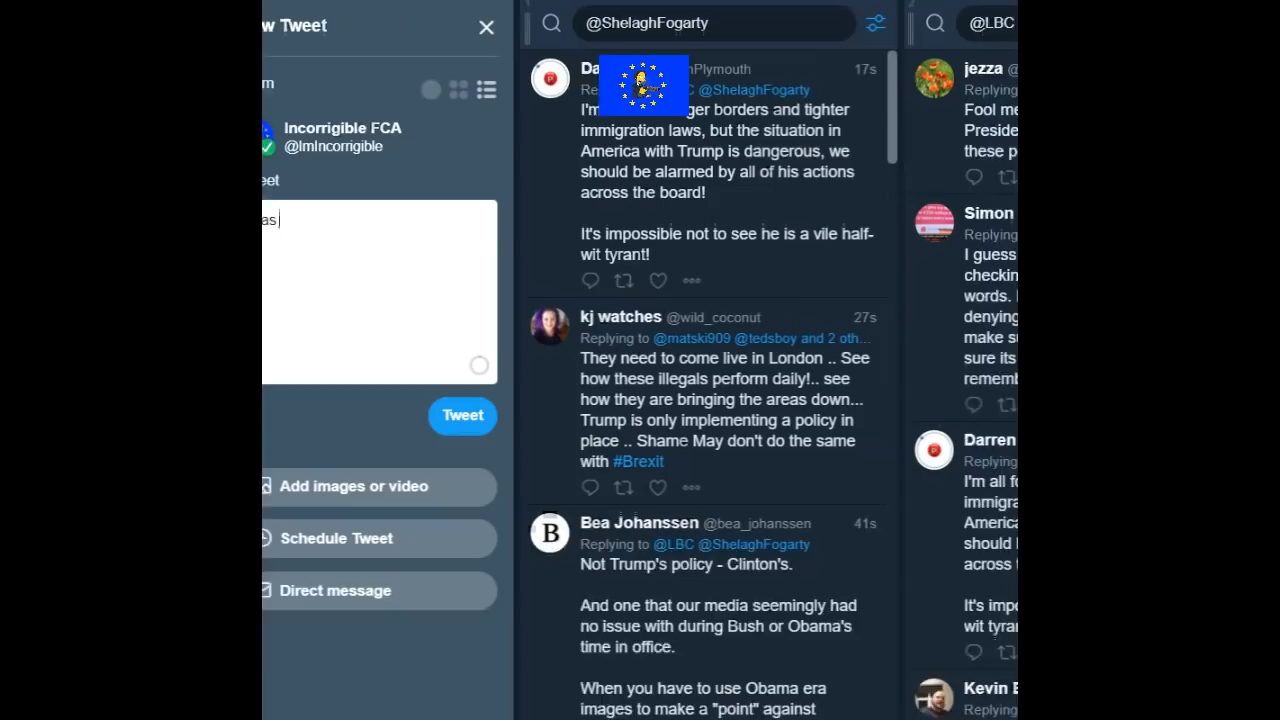 w Tweet
m
Incorrigible FCA
@ImIncorrigible
eet
as
Tweet
Add images or video
Schedule Tweet
Direct message
@ShelaghFogarty
Da nPlymouth 17s
Re C @ShelaghFogarty
I'm ger borders and tighter
immigration laws, but the situation in
America with Trump is dangerous, we
should be alarmed by all of his actions
across the board!
It's impossible not to see he is a vile half-
wit tyrant!
kj watches @wild_coconut 27s
Replying to @matski909 @tedsboy and 2 oth...
They need to come live in London .. See
how these illegals perform daily!.. see
how they are bringing the areas down...
Trump is only implementing a policy in
place .. Shame May don't do the same
with #Brexit
B
Bea Johanssen @bea_johanssen 41s
Replying to @LBC @ShelaghFogarty
Not Trump's policy - Clinton's.
And one that our media seemingly had
no issue with during Bush or Obama's
time in office.
When you have to use Obama era
images to make a "point" against
@LBC
jezza @
Replying
Fool me
Preside
these p
Simon
Replying
I guess
checkin
words. I
denying
make su
sure its
rememb
Darren
Replying
I'm all fo
immigra
America
should b
across t
It's impo
wit tyran
Kevin E
Replying